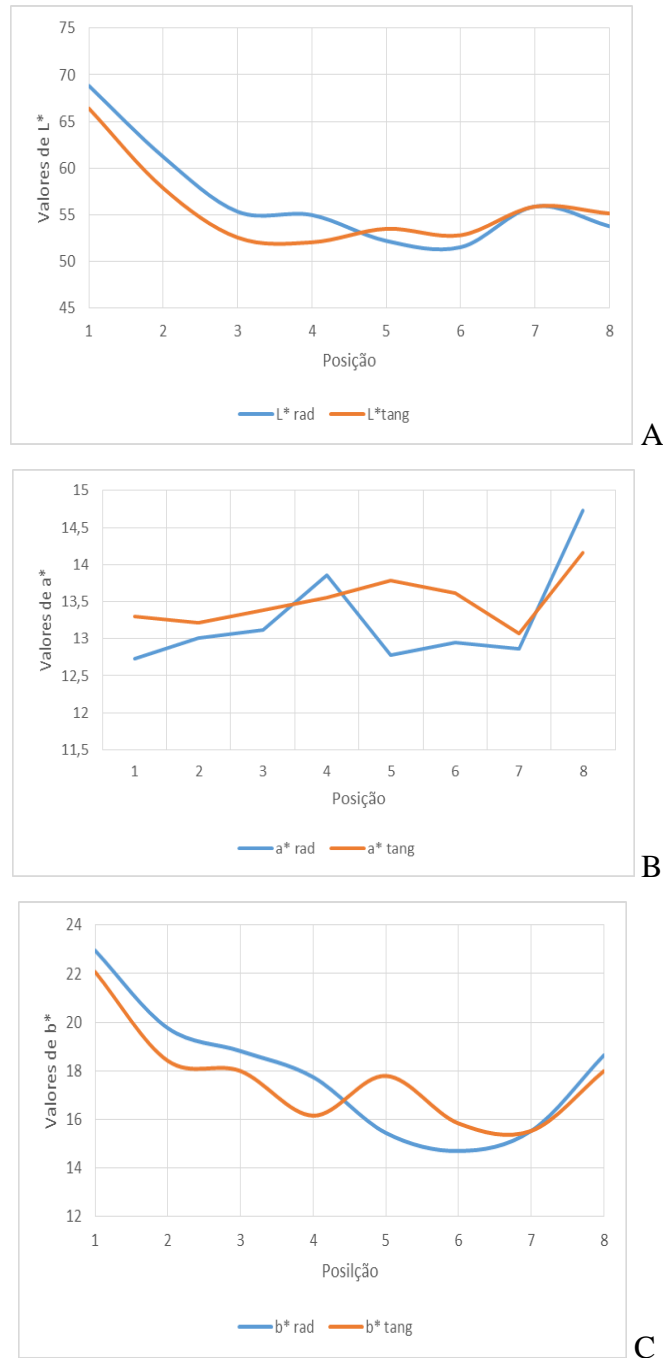 75
70
65
60
55
50
45
Valores de L*
1 2 3 4 5 6 7 8
Posição
L* rad L*tang
A
15
14,5
14
13,5
13
12,5
12
11,5
Valores de a*
1 2 3 4 5 6 7 8
Posição
a* rad a* tang
B
24
22
20
18
16
14
12
Valores de b*
1 2 3 4 5 6 7 8
Posilção
b* rad b* tang
C